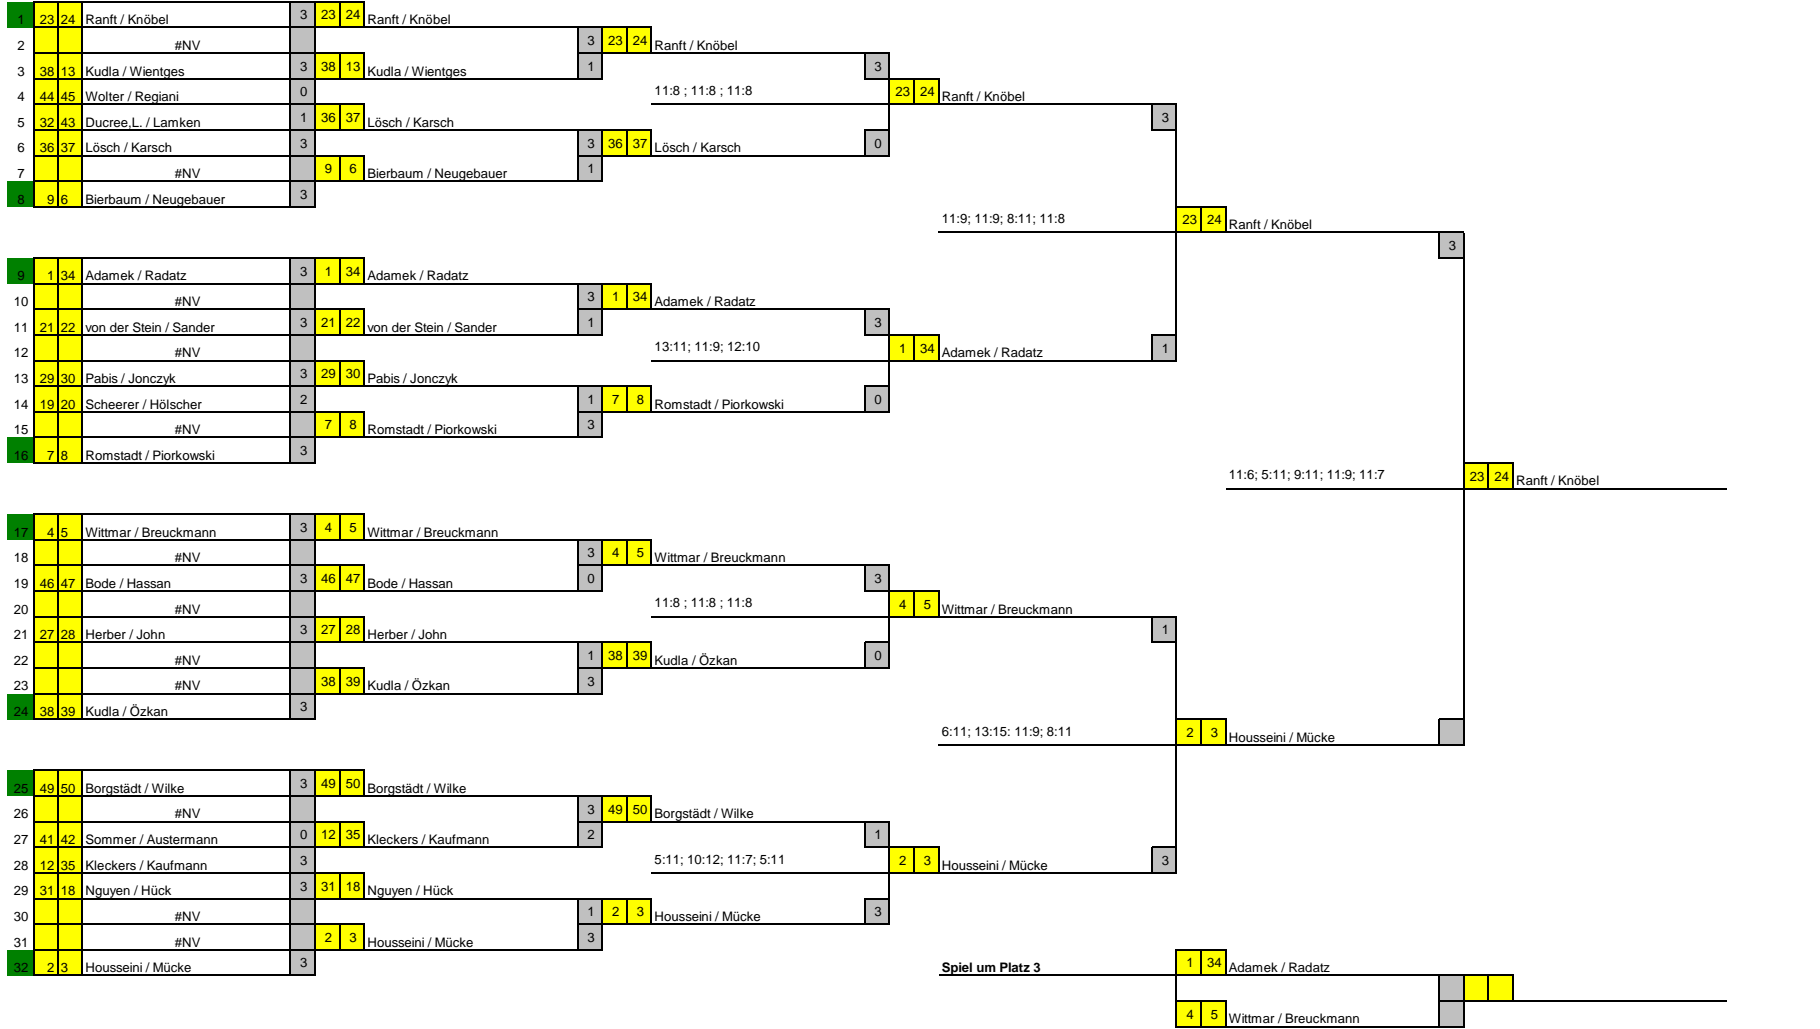 1 23 24 Ranft / Knöbel 3 23 24 Ranft / Knöbel
2 #NV 3 23 24 Ranft / Knöbel
3 38 13 Kudla / Wientges 3 38 13 Kudla / Wientges 1 3
4 44 45 Wolter / Regiani 0 11:8 ; 11:8 ; 11:8 23 24 Ranft / Knöbel
5 32 43 Ducree,L. / Lamken 1 36 37 Lösch / Karsch 3
6 36 37 Lösch / Karsch 3 3 36 37 Lösch / Karsch 0
7 #NV 9 6 Bierbaum / Neugebauer 1
8 9 6 Bierbaum / Neugebauer 3
11:9; 11:9; 8:11; 11:8 23 24 Ranft / Knöbel
3
9 1 34 Adamek / Radatz 3 1 34 Adamek / Radatz
10 #NV 3 1 34 Adamek / Radatz
11 21 22 von der Stein / Sander 3 21 22 von der Stein / Sander 1 3
12 #NV 13:11; 11:9; 12:10 1 34 Adamek / Radatz 1
13 29 30 Pabis / Jonczyk 3 29 30 Pabis / Jonczyk
14 19 20 Scheerer / Hölscher 2 1 7 8 Romstadt / Piorkowski 0
15 #NV 7 8 Romstadt / Piorkowski 3
16 7 8 Romstadt / Piorkowski 3
11:6; 5:11; 9:11; 11:9; 11:7 23 24 Ranft / Knöbel
17 4 5 Wittmar / Breuckmann 3 4 5 Wittmar / Breuckmann
18 #NV 3 4 5 Wittmar / Breuckmann
19 46 47 Bode / Hassan 3 46 47 Bode / Hassan 0 3
20 #NV 11:8 ; 11:8 ; 11:8 4 5 Wittmar / Breuckmann
21 27 28 Herber / John 3 27 28 Herber / John 1
22 #NV 1 38 39 Kudla / Özkan 0
23 #NV 38 39 Kudla / Özkan 3
24 38 39 Kudla / Özkan 3
6:11; 13:15: 11:9; 8:11 2 3 Housseini / Mücke
25 49 50 Borgstädt / Wilke 3 49 50 Borgstädt / Wilke
26 #NV 3 49 50 Borgstädt / Wilke
27 41 42 Sommer / Austermann 0 12 35 Kleckers / Kaufmann 2 1
28 12 35 Kleckers / Kaufmann 3 5:11; 10:12; 11:7; 5:11 2 3 Housseini / Mücke 3
29 31 18 Nguyen / Hück 3 31 18 Nguyen / Hück
30 #NV 1 2 3 Housseini / Mücke 3
31 #NV 2 3 Housseini / Mücke 3
32 2 3 Housseini / Mücke 3 Spiel um Platz 3 1 34 Adamek / Radatz
4 5 Wittmar / Breuckmann